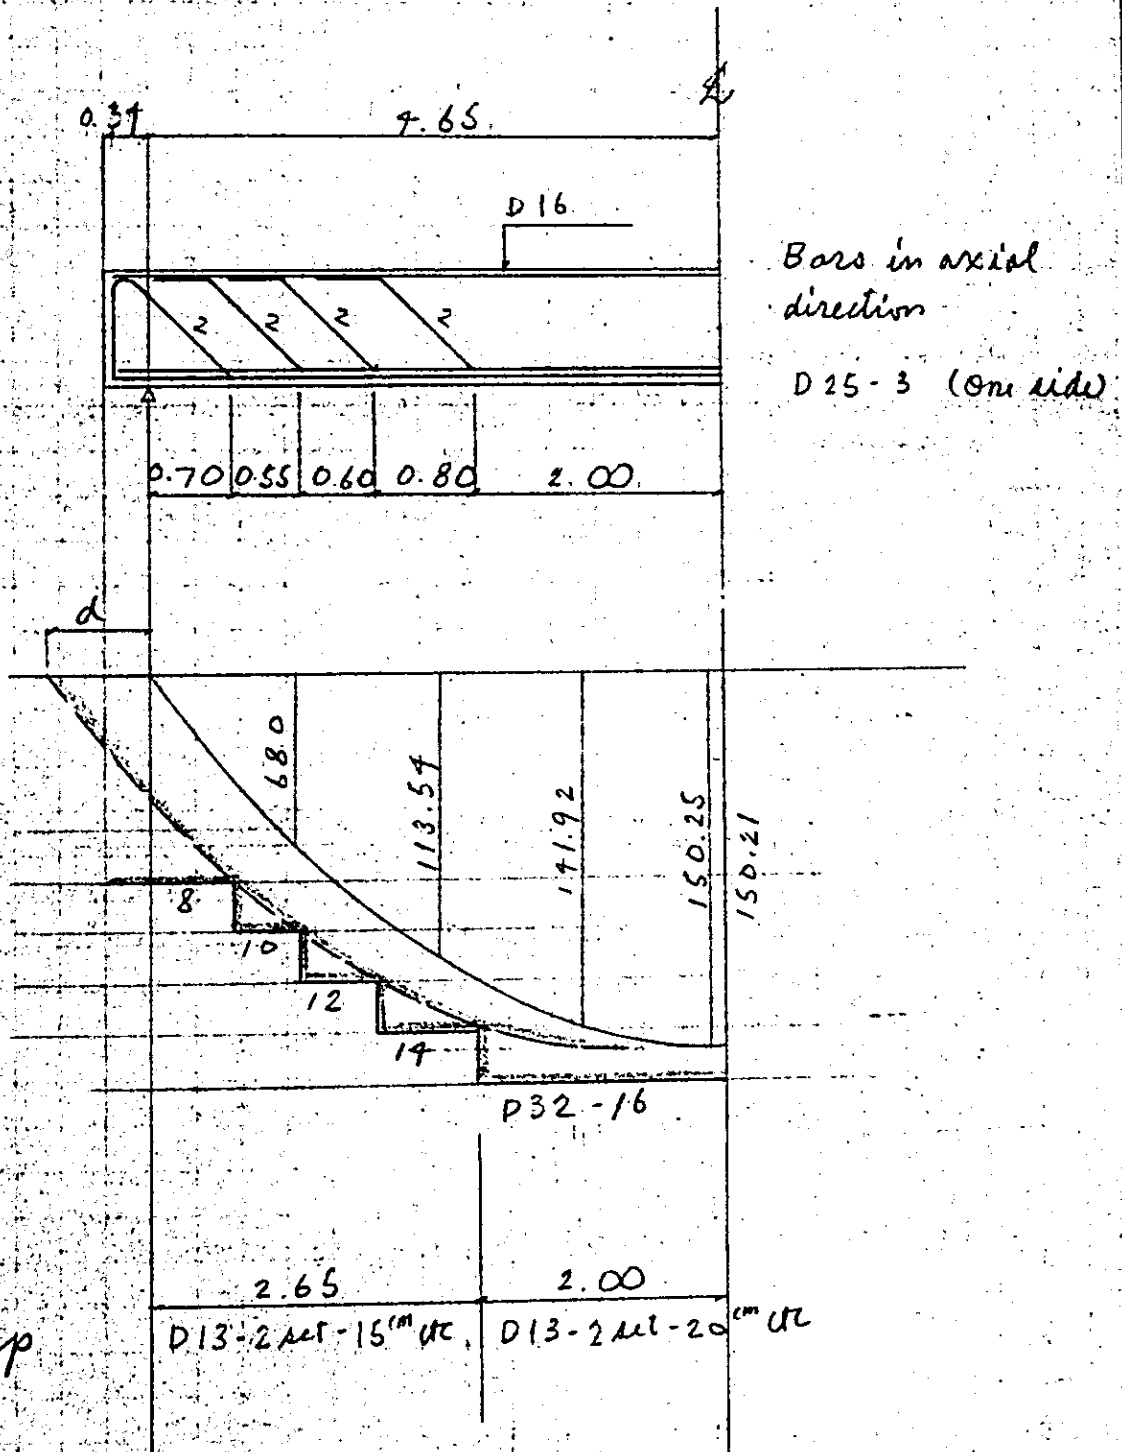 ℄
0.34 4.65
D 16
Bars in axial
direction
2 2 2 2
D 25 - 3 (One side)
0.70 0.55 0.60 0.80 2.00
d
68.0
113.54
141.92
150.25
150.21
8
10
12
14
D32 - 16
2.65 2.00
D13-2 set-15cm ctc D13-2 set-20cm ctc
p